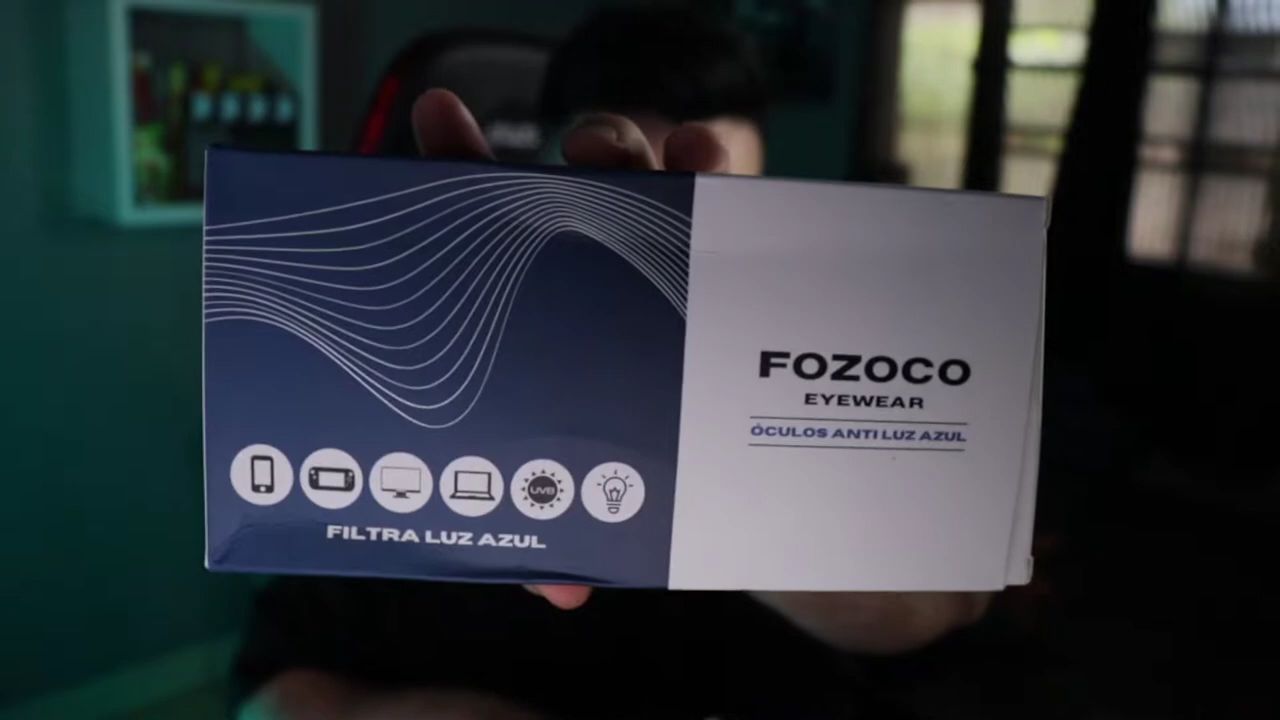 FOZOCO
EYEWEAR
ÓCULOS ANTI LUZ AZUL
UVB
FILTRA LUZ AZUL